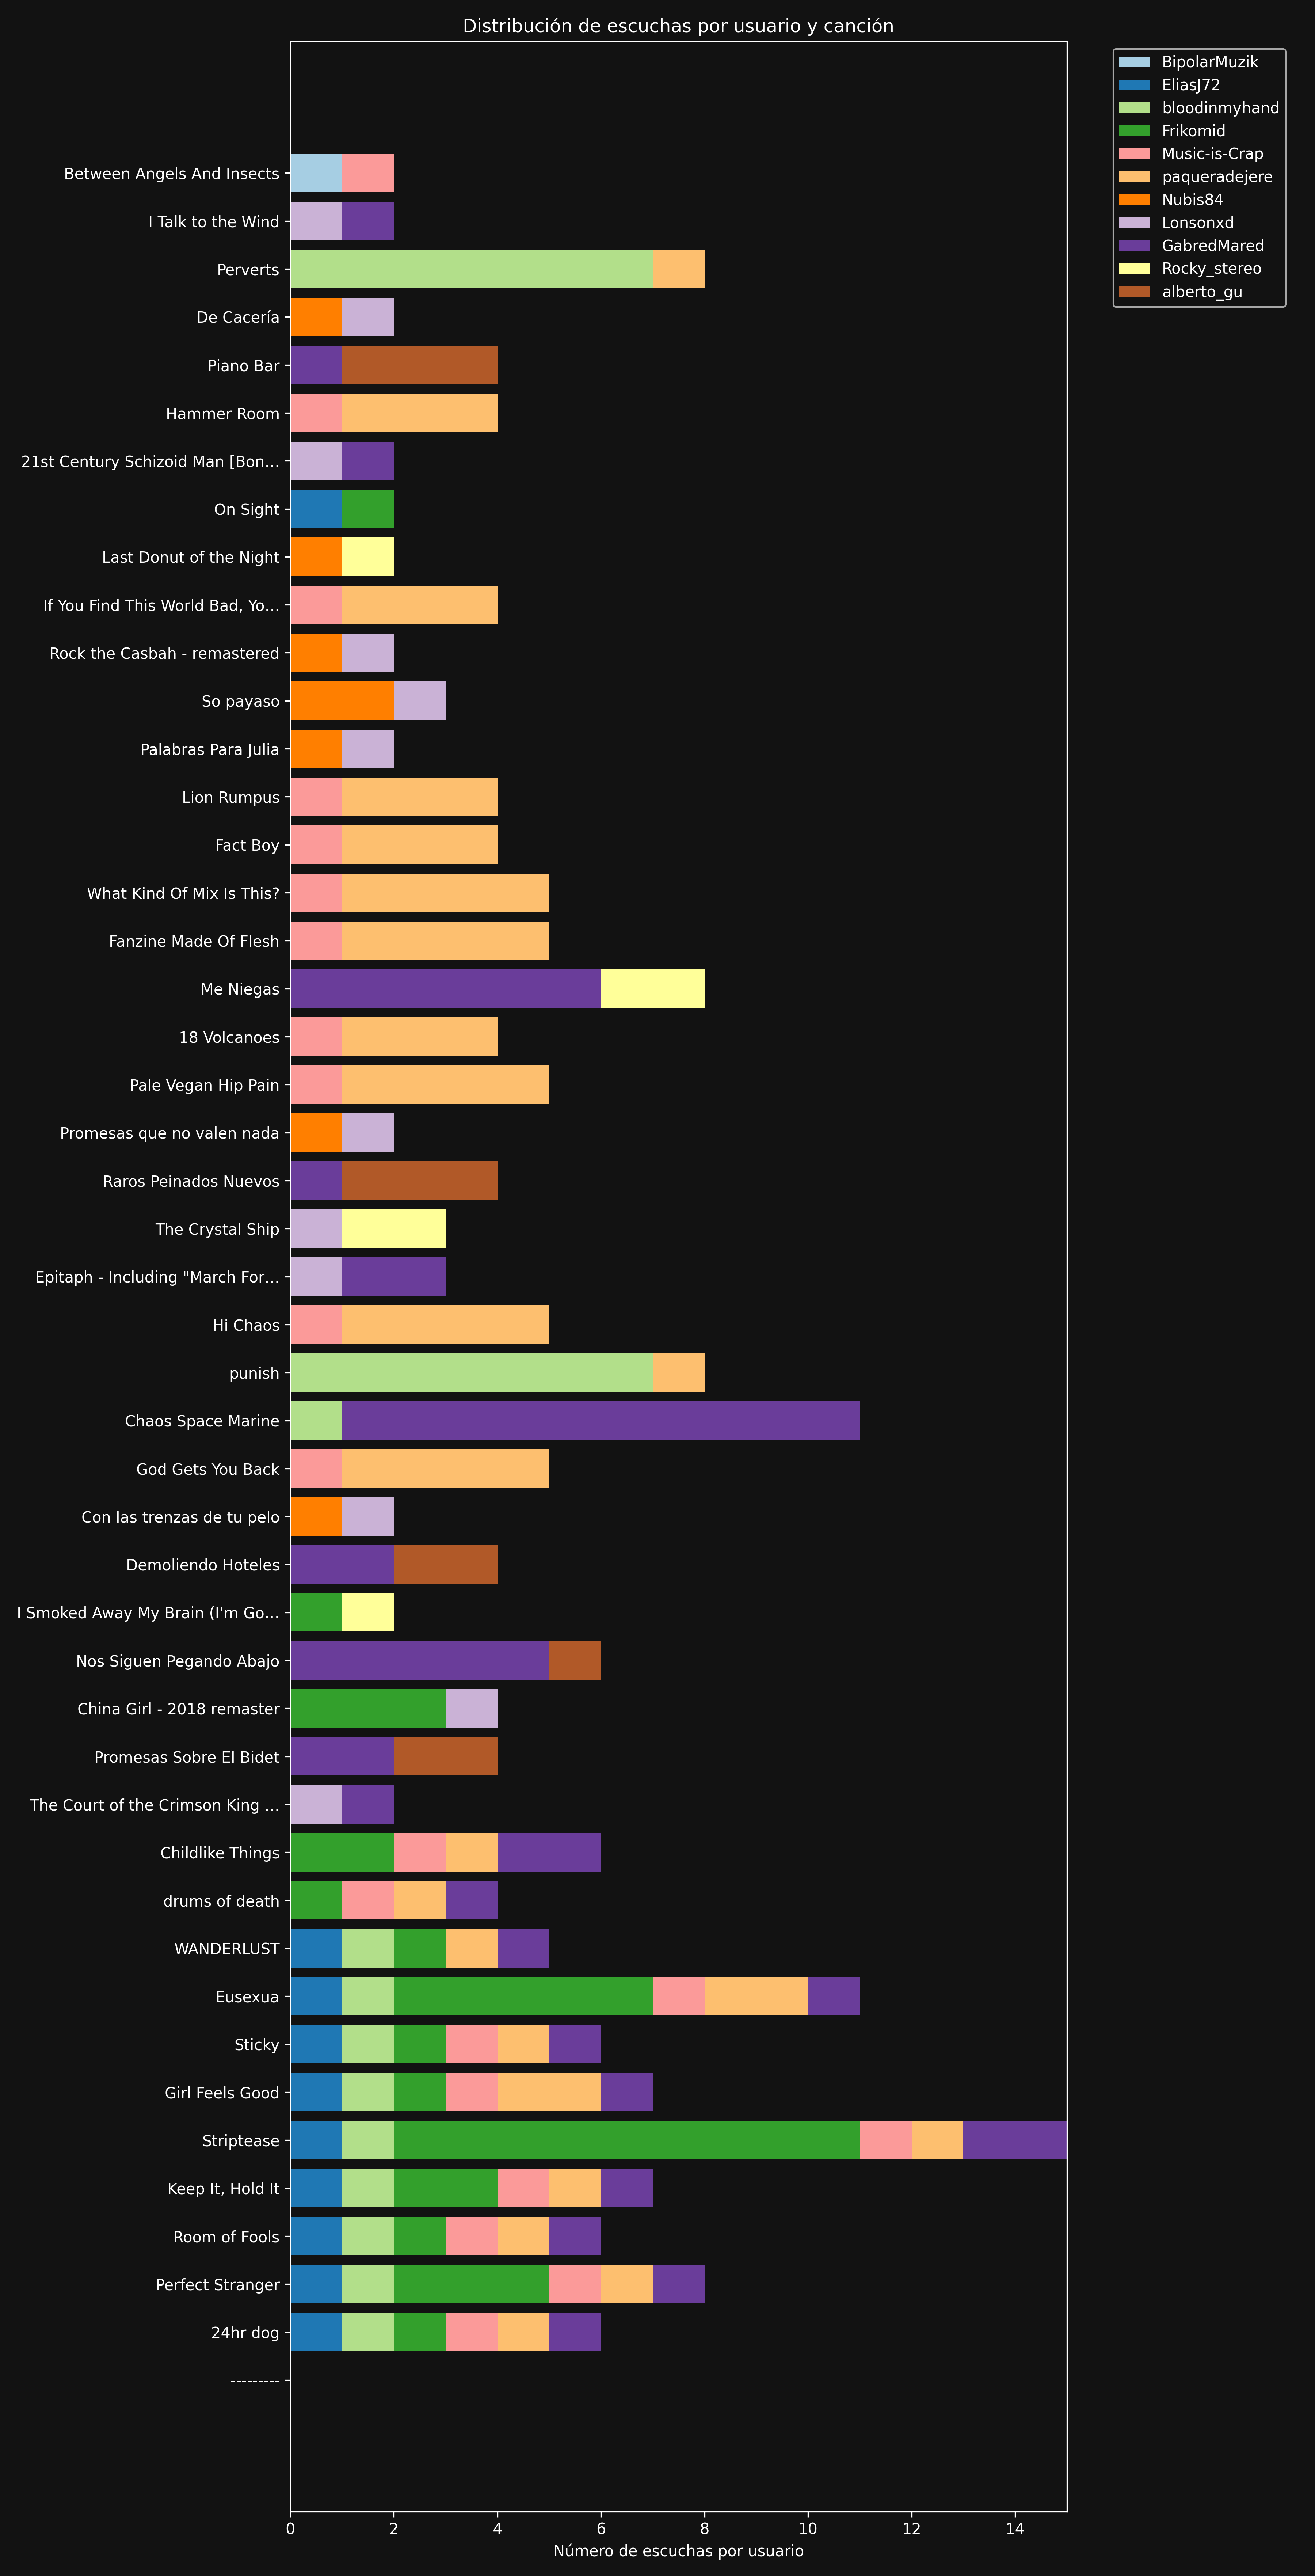 Distribución de escuchas por usuario y canción
BipolarMuzik
EliasJ72
bloodinmyhand
Frikomid
Music-is-Crap
paqueradejere
Nubis84
Lonsonxd
GabredMared
Rocky_stereo
alberto_gu
Between Angels And Insects
I Talk to the Wind
Perverts
De Cacería
Piano Bar
Hammer Room
21st Century Schizoid Man [Bon...
On Sight
Last Donut of the Night
If You Find This World Bad, Yo...
Rock the Casbah - remastered
So payaso
Palabras Para Julia
Lion Rumpus
Fact Boy
What Kind Of Mix Is This?
Fanzine Made Of Flesh
Me Niegas
18 Volcanoes
Pale Vegan Hip Pain
Promesas que no valen nada
Raros Peinados Nuevos
The Crystal Ship
Epitaph - Including "March For...
Hi Chaos
punish
Chaos Space Marine
God Gets You Back
Con las trenzas de tu pelo
Demoliendo Hoteles
I Smoked Away My Brain (I'm Go...
Nos Siguen Pegando Abajo
China Girl - 2018 remaster
Promesas Sobre El Bidet
The Court of the Crimson King ...
Childlike Things
drums of death
WANDERLUST
Eusexua
Sticky
Girl Feels Good
Striptease
Keep It, Hold It
Room of Fools
Perfect Stranger
24hr dog
---------
0 2 4 6 8 10 12 14
Número de escuchas por usuario